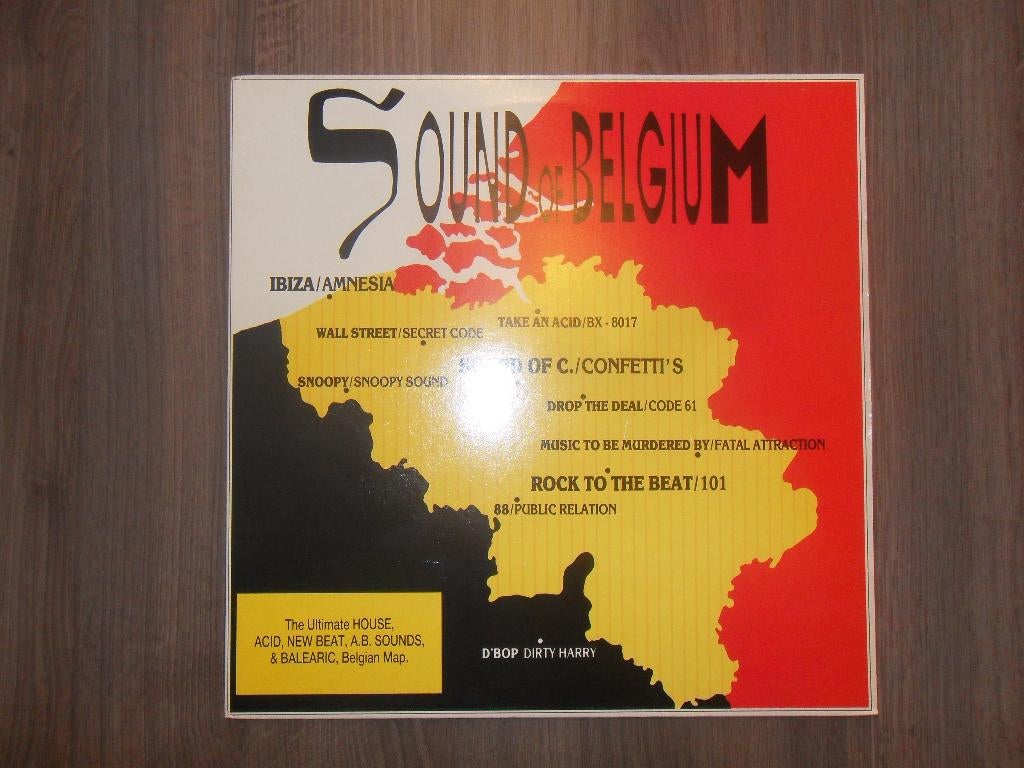 SOUND OF BELGIUM
IBIZA/AMNESIA
TAKE AN ACID/BX-8017
WALL STREET/SECRET CODE
SOUND OF C./CONFETTI'S
SNOOPY/SNOOPY SOUND
DROP THE DEAL/CODE 61
MUSIC TO BE MURDERED BY/FATAL ATTRACTION
ROCK TO THE BEAT/101
88/PUBLIC RELATION
The Ultimate HOUSE,
ACID, NEW BEAT, A.B. SOUNDS,
& BALEARIC, Belgian Map.
D'BOP DIRTY HARRY